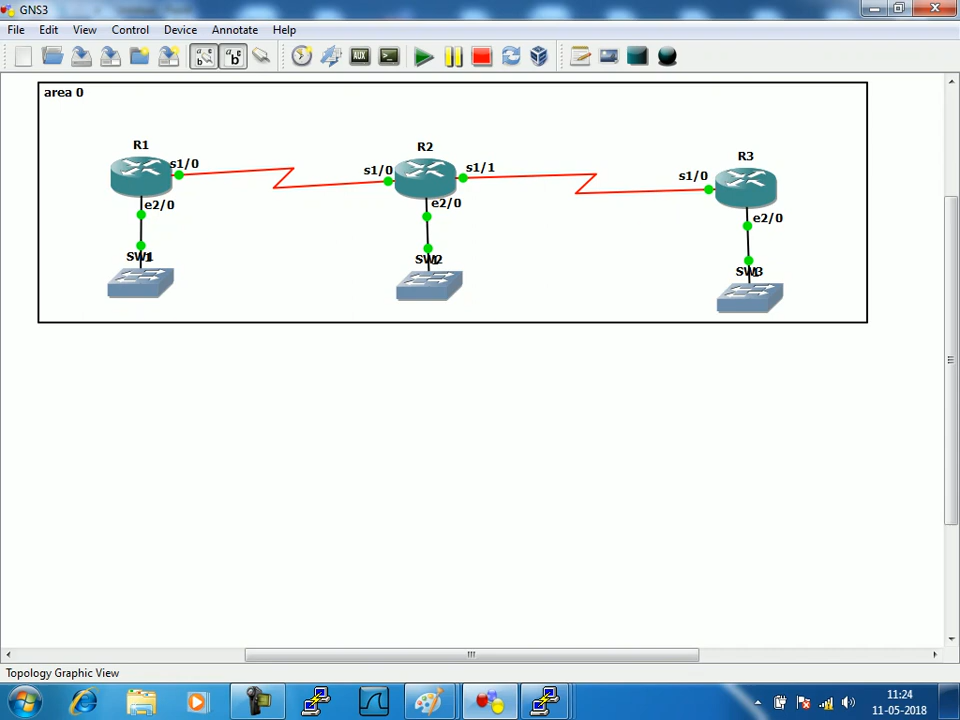 GNS3
File Edit View Control Device Annotate Help
AUX
area 0
R1
s1/0
e2/0
SW1
s1/0
R2
s1/1
e2/0
SW2
s1/0
R3
e2/0
SW3
Topology Graphic View
11:24
11-05-2018